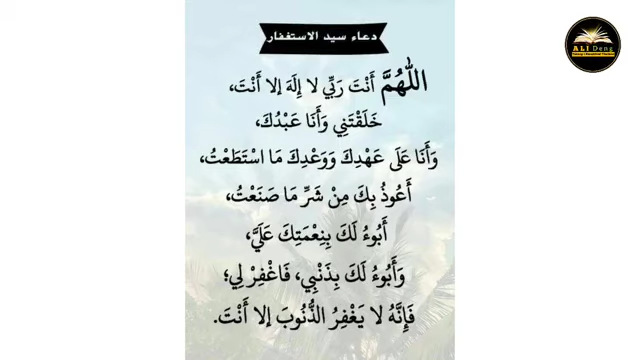 دعاء سيد الاستغفار
اللَّهُمَّ أَنْتَ رَبِّي لا إِلَهَ إلا أَنْتَ،
خَلَقْتَنِي وَأَنَا عَبْدُكَ،
وَأَنَا عَلَى عَهْدِكَ وَوَعْدِكَ مَا اسْتَطَعْتُ،
أَعُوذُ بِكَ مِنْ شَرِّ مَا صَنَعْتُ،
أَبُوءُ لَكَ بِنِعْمَتِكَ عَلَيَّ،
وَأَبُوءُ لَكَ بِذَنْبِي، فَاغْفِرْ لِي؛
فَإِنَّهُ لا يَغْفِرُ الذُّنُوبَ إلا أَنْتَ.
ALI Deng